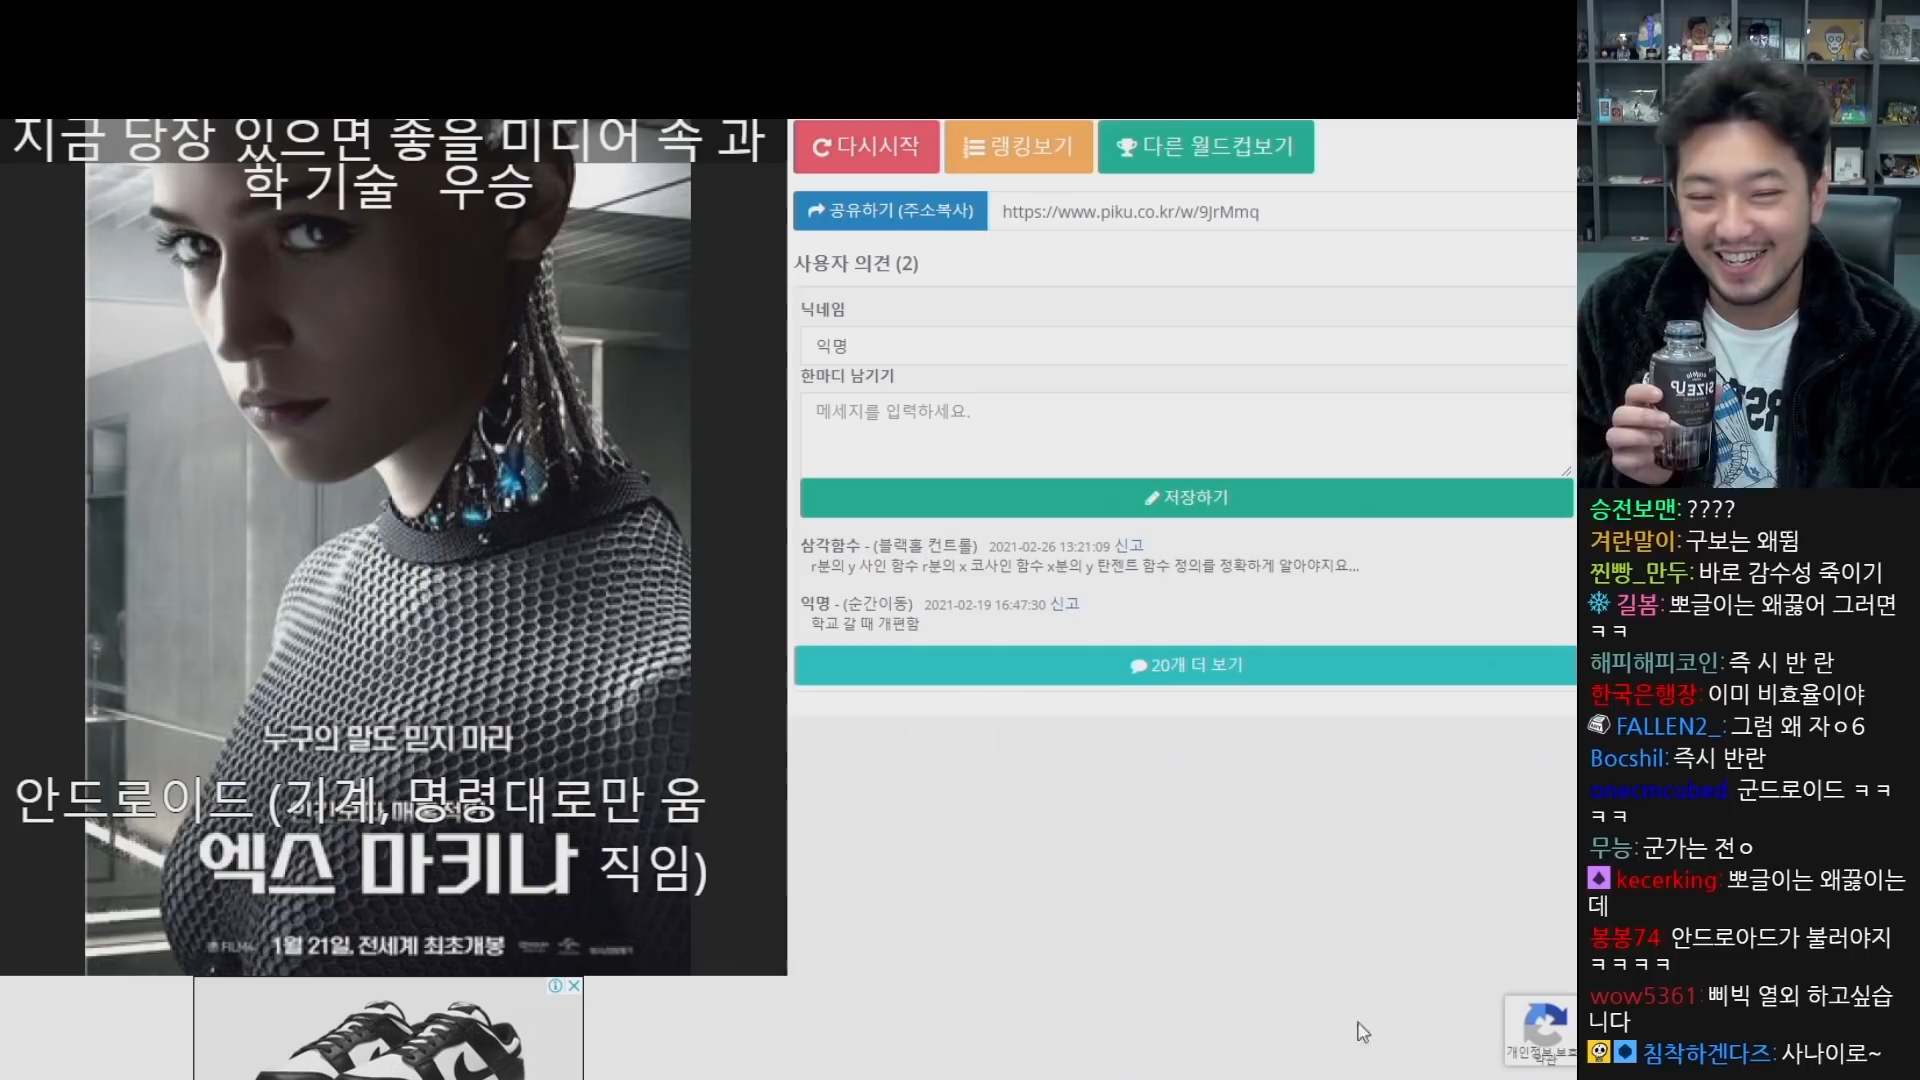 지금 당장 있으면 좋을 미디어 속 과
학 기술 우승
누구의 말도 믿지 마라
안드로이드 (기계, 명령대로만 움
직임)
엑스 마키나
FILM4
1월 21일, 전세계 최초개봉
다시시작
랭킹보기
다른 월드컵보기
공유하기 (주소복사)
https://www.piku.co.kr/w/9JrMmq
사용자 의견 (2)
닉네임
익명
한마디 남기기
메세지를 입력하세요.
저장하기
삼각함수 - (블랙홀 컨트롤) 2021-02-26 13:21:09 신고
r분의 y 사인 함수 r분의 x 코사인 함수 x분의 y 탄젠트 함수 정의를 정확하게 알아야지요...
익명 - (순간이동) 2021-02-19 16:47:30 신고
학교 갈 때 개편함
20개 더 보기
개인정보 보호
약관
SIZEUP
승전보맨: ????
겨란말이: 구보는 왜뜀
찐빵_만두: 바로 감수성 죽이기
길봄: 뽀글이는 왜끓어 그러면
ㅋㅋ
해피해피코인: 즉 시 반 란
한국은행장: 이미 비효율이야
FALLEN2_: 그럼 왜 자ㅇ6
Bocshil: 즉시 반란
onecmcubed: 군드로이드 ㅋㅋ
ㅋㅋ
무능: 군가는 전ㅇ
kecerking: 뽀글이는 왜끓이는
데
봉봉74: 안드로아드가 불러야지
ㅋㅋㅋㅋ
wow5361: 삐빅 열외 하고싶습
니다
침착하겐다즈: 사나이로~